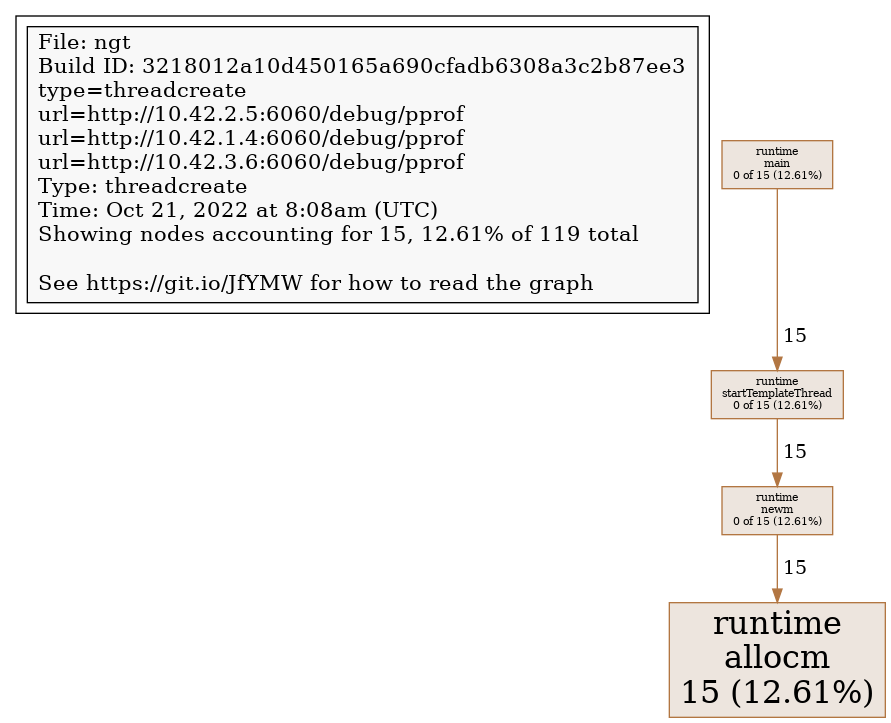 File: ngt
Build ID: 3218012a10d450165a690cfadb6308a3c2b87ee3
type=threadcreate
url=http://10.42.2.5:6060/debug/pprof
url=http://10.42.1.4:6060/debug/pprof
url=http://10.42.3.6:6060/debug/pprof
Type: threadcreate
Time: Oct 21, 2022 at 8:08am (UTC)
Showing nodes accounting for 15, 12.61% of 119 total
See https://git.io/JfYMW for how to read the graph
runtime
main
0 of 15 (12.61%)
15
runtime
startTemplateThread
0 of 15 (12.61%)
15
runtime
newm
0 of 15 (12.61%)
15
runtime
allocm
15 (12.61%)